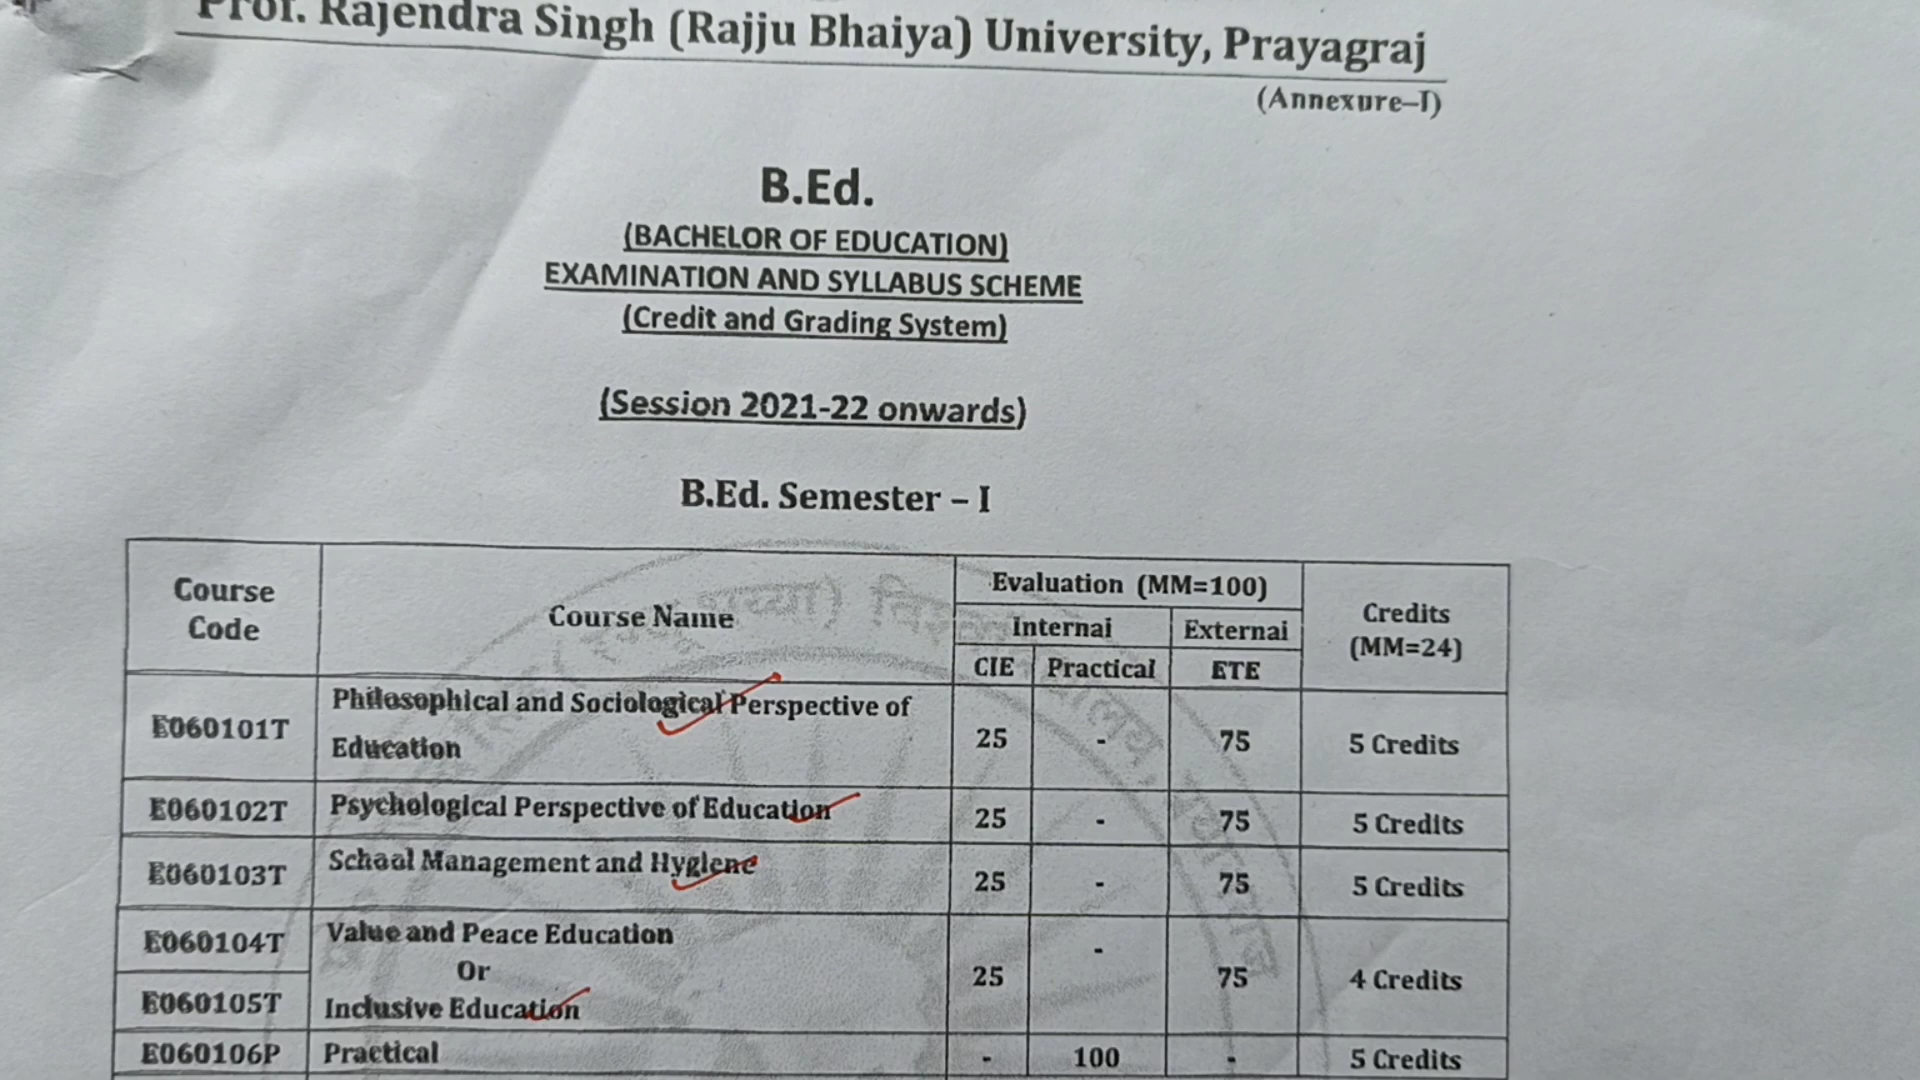 Prof. Rajendra Singh (Rajju Bhaiya) University, Prayagraj
(Annexure–I)
B.Ed.
(BACHELOR OF EDUCATION)
EXAMINATION AND SYLLABUS SCHEME
(Credit and Grading System)
(Session 2021-22 onwards)
B.Ed. Semester – I
Course Code Course Name Evaluation (MM=100) Credits (MM=24)
Internal External
CIE Practical ETE
E060101T Philosophical and Sociological Perspective of Education 25 - 75 5 Credits
E060102T Psychological Perspective of Education 25 - 75 5 Credits
E060103T School Management and Hygiene 25 - 75 5 Credits
E060104T Value and Peace Education
Or 25 - 75 4 Credits
E060105T Inclusive Education
E060106P Practical - 100 - 5 Credits